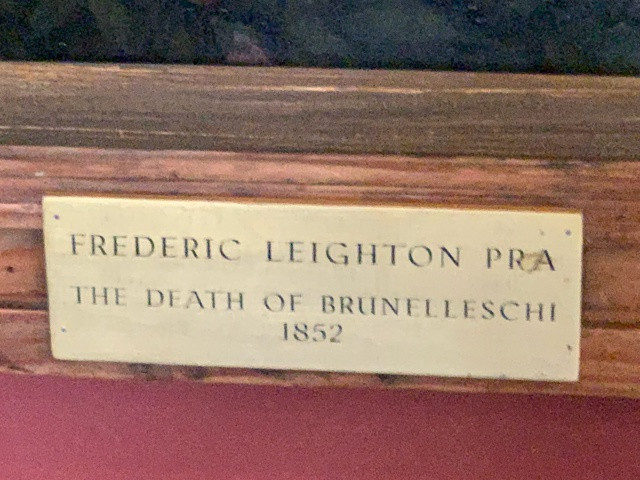 FREDERIC LEIGHTON PRA
THE DEATH OF BRUNELLESCHI
1852